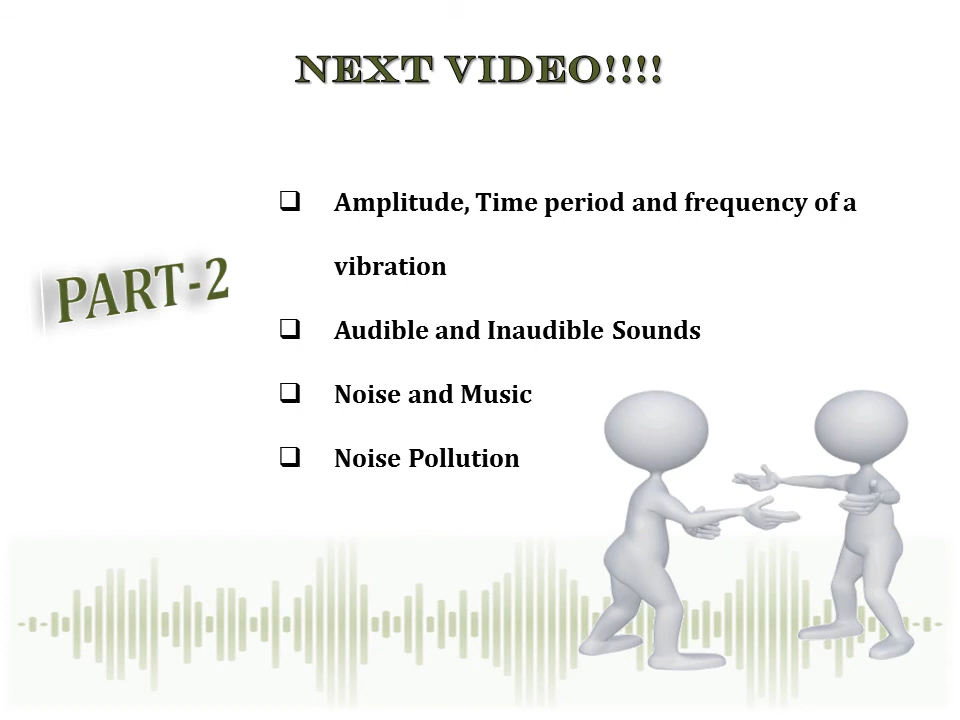 NEXT VIDEO!!!!
PART-2
❑ Amplitude, Time period and frequency of a
vibration
❑ Audible and Inaudible Sounds
❑ Noise and Music
❑ Noise Pollution